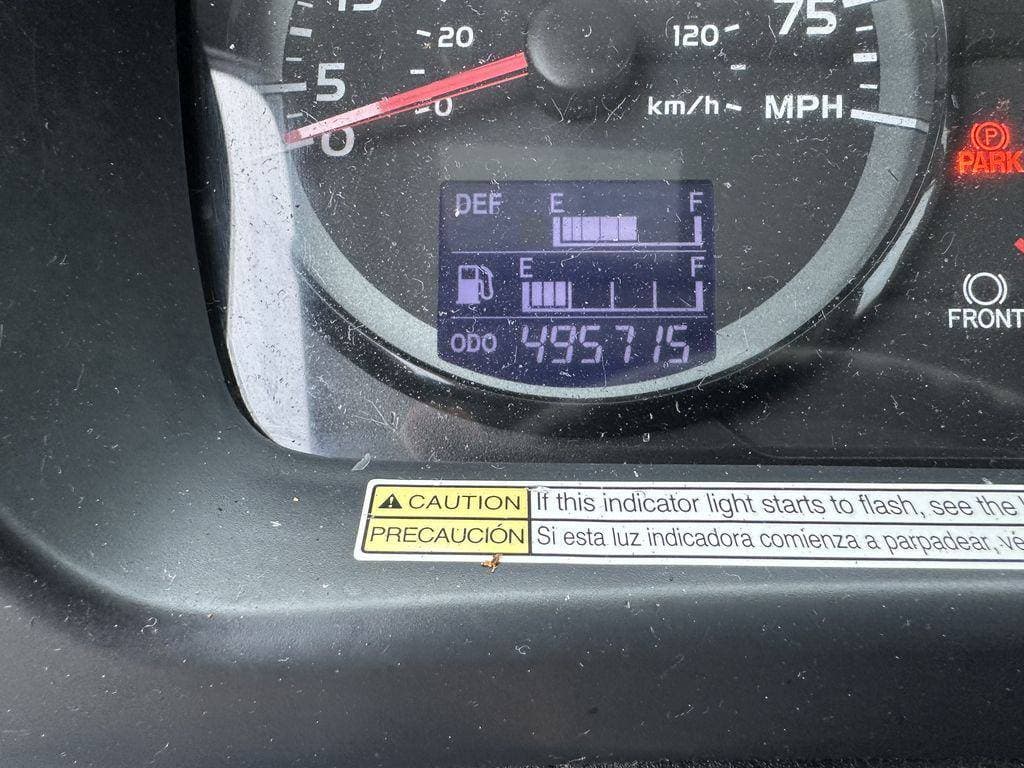 15
20
120
75
5
0
0
km/h
MPH
P
PARK
DEF
E
F
E
F
FRONT
ODO
495715
CAUTION
If this indicator light starts to flash, see the
PRECAUCIÓN
Si esta luz indicadora comienza a parpadear,